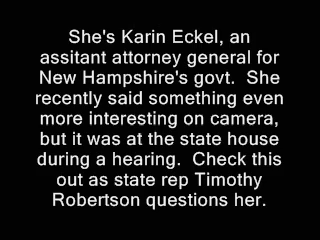 She's Karin Eckel, an
assitant attorney general for
New Hampshire's govt.  She
recently said something even
more interesting on camera,
but it was at the state house
during a hearing.  Check this
out as state rep Timothy
Robertson questions her.